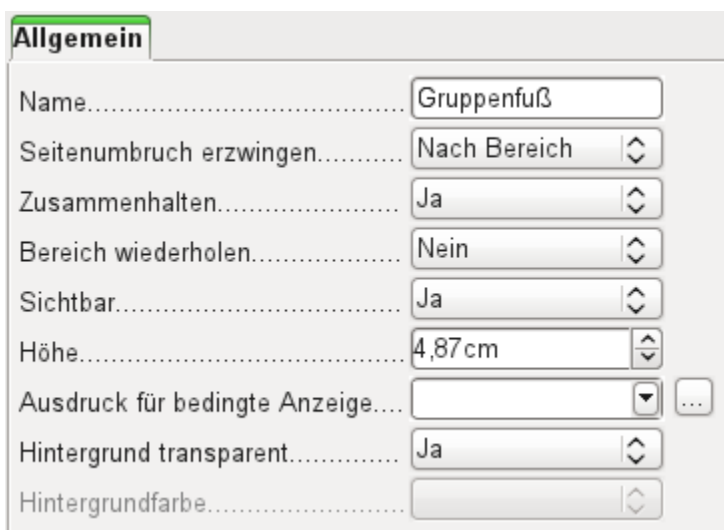 Allgemein
Name....................................... Gruppenfuß
Seitenumbruch erzwingen........... Nach Bereich
Zusammenhalten....................... Ja
Bereich wiederholen................... Nein
Sichtbar.................................... Ja
Höhe......................................... 4,87cm
Ausdruck für bedingte Anzeige.... ...
Hintergrund transparent.............. Ja
Hintergrundfarbe........................